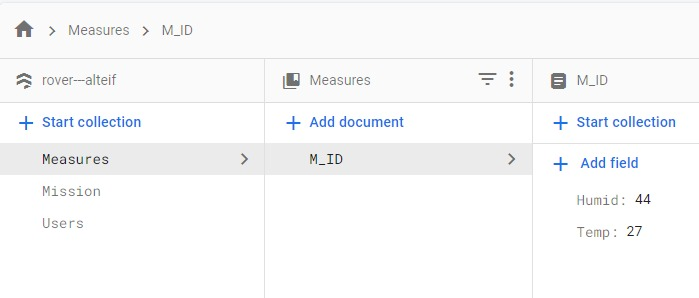 Measures > M_ID
rover---alteif
Measures
M_ID
+ Start collection
+ Add document
+ Start collection
Measures >
M_ID >
+ Add field
Mission
Humid: 44
Users
Temp: 27